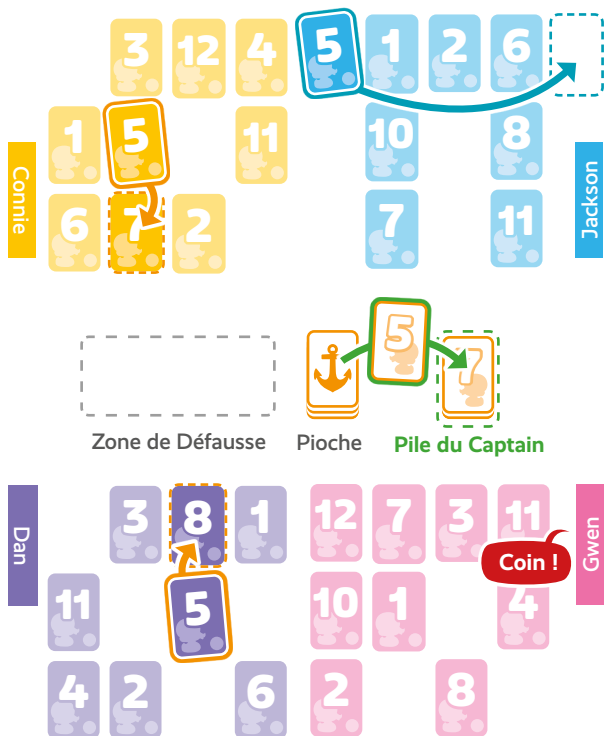 3 12 4 5 1 2 6
1 5 11 10 8
Connie
Jackson
6 7 2 7 11
5 7
Zone de Défausse Pioche Pile du Captain
Dan
3 8 1 12 7 3 11
Gwen
Coin !
11 5 10 1 4
4 2 6 2 8